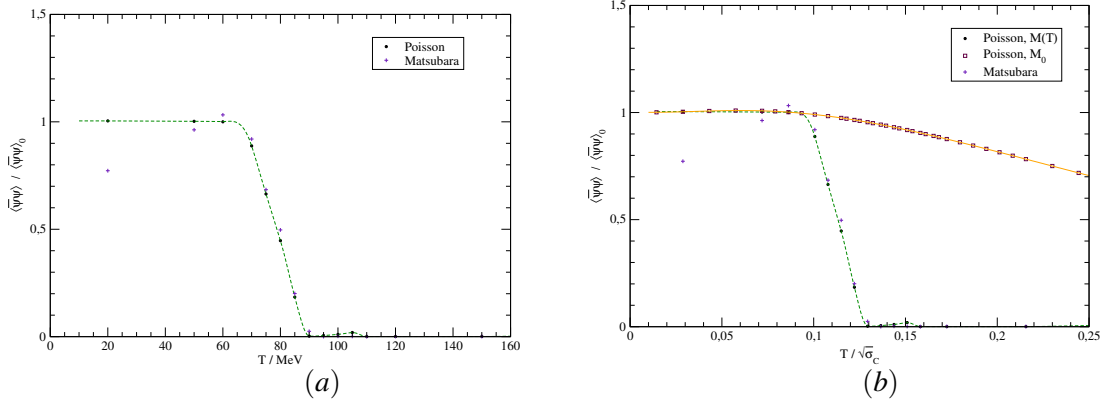 1,5
1
0,5
0
⟨ψ̅ψ⟩ / ⟨ψ̅ψ⟩₀
Poisson
Matsubara
0 20 40 60 80 100 120 140 160
T / MeV
(a)
1,5
1
0,5
0
⟨ψ̅ψ⟩ / ⟨ψ̅ψ⟩₀
Poisson, M(T)
Poisson, M₀
Matsubara
0 0,05 0,1 0,15 0,2 0,25
T / √σ_C
(b)